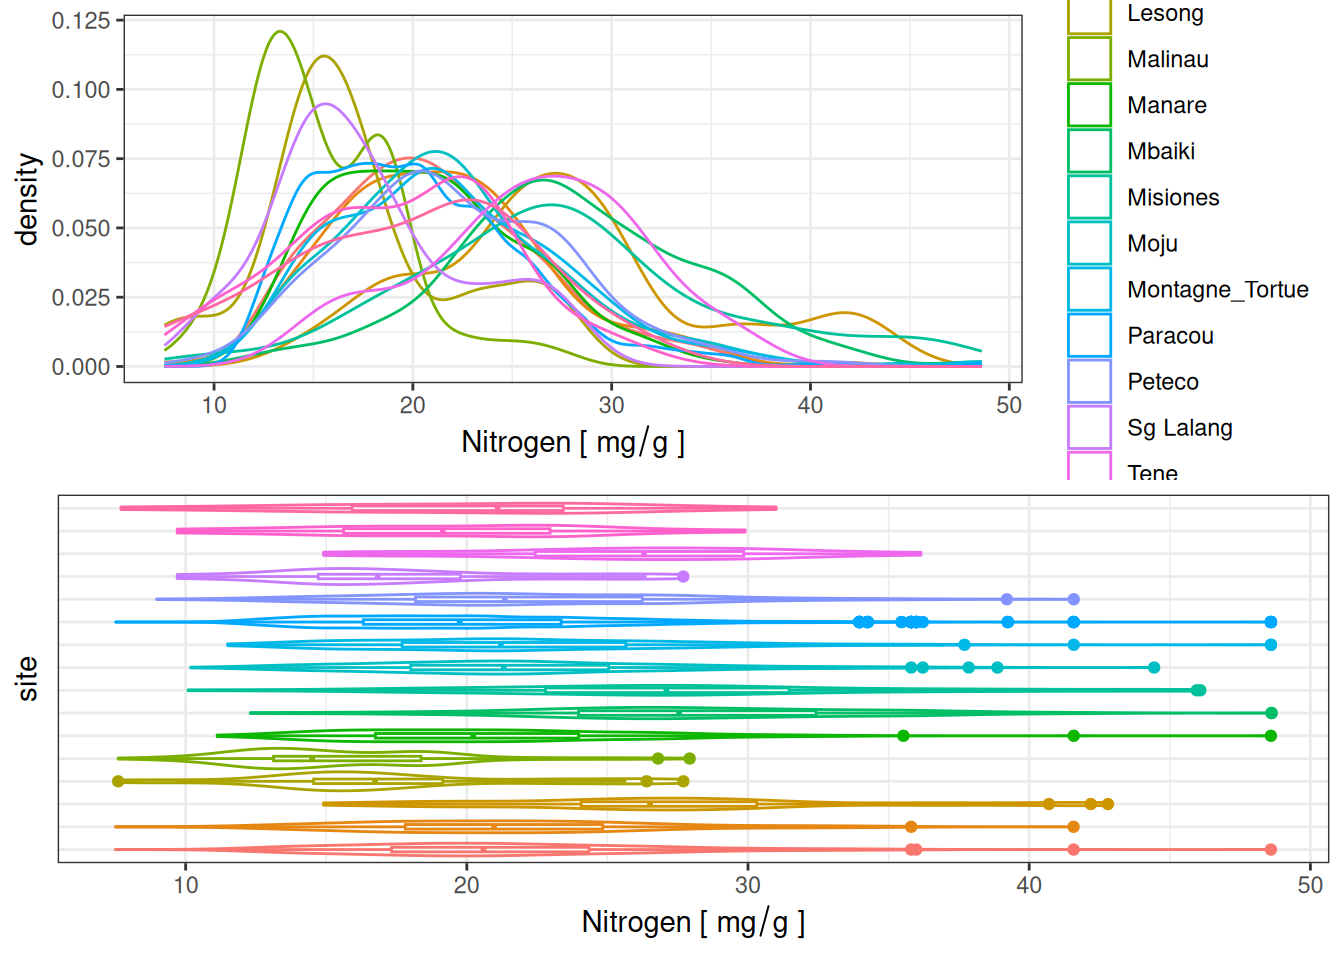 0.125
0.100
0.075
0.050
0.025
0.000
density
10 20 30 40 50
Nitrogen [ mg/g ]
Lesong
Malinau
Manare
Mbaiki
Misiones
Moju
Montagne_Tortue
Paracou
Peteco
Sg Lalang
Tene
site
10 20 30 40 50
Nitrogen [ mg/g ]